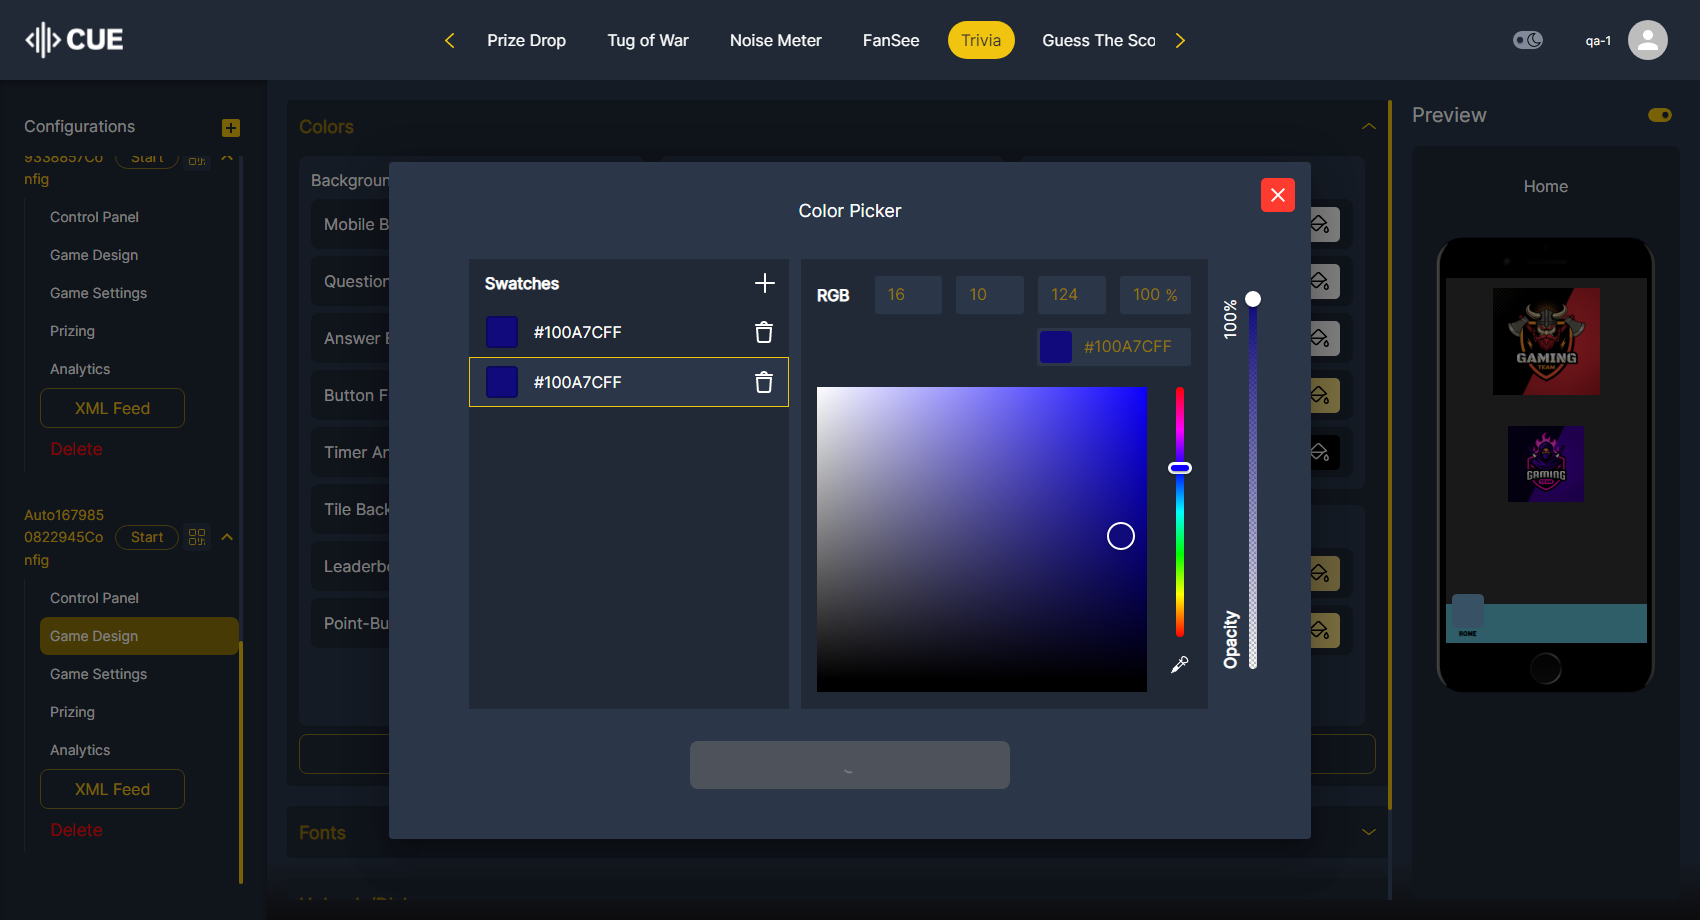 CUE
Prize Drop
Tug of War
Noise Meter
FanSee
Trivia
Guess The Sco
qa-1
Configurations
9338857Co
nfig
Start
Control Panel
Game Design
Game Settings
Prizing
Analytics
XML Feed
Delete
Auto167985
0822945Co
nfig
Start
Control Panel
Game Design
Game Settings
Prizing
Analytics
XML Feed
Delete
Colors
Backgroun
Mobile B
Question
Answer B
Button F
Timer An
Tile Back
Leaderbo
Point-Bu
Fonts
Color Picker
Swatches
#100A7CFF
#100A7CFF
RGB
16
10
124
100 %
#100A7CFF
100%
Opacity
Preview
Home
GAMING
TEAM
GAMING
HOME